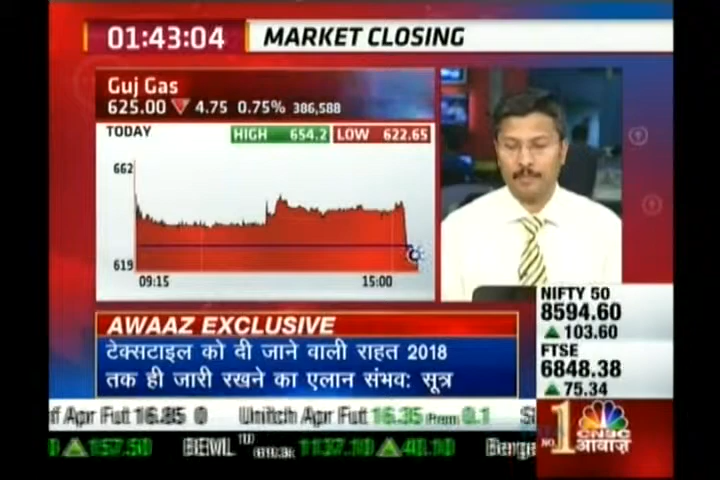 01:43:04 MARKET CLOSING
Guj Gas
625.00 ▼ 4.75 0.75% 386,588
TODAY HIGH 654.2 LOW 622.65
662
619
09:15 15:00
NIFTY 50
8594.60
▲ 103.60
FTSE
6848.38
▲ 75.34
AWAAZ EXCLUSIVE
टेक्सटाइल को दी जाने वाली राहत 2018
तक ही जारी रखने का एलान संभव: सूत्र
Apr Fut 16.85 0 Unitch Apr Fut 16.35 Prem 0.1
▲ 157.50 BEML 1137.10 ▲ 40.10
NO. 1 CNBC
आवाज़